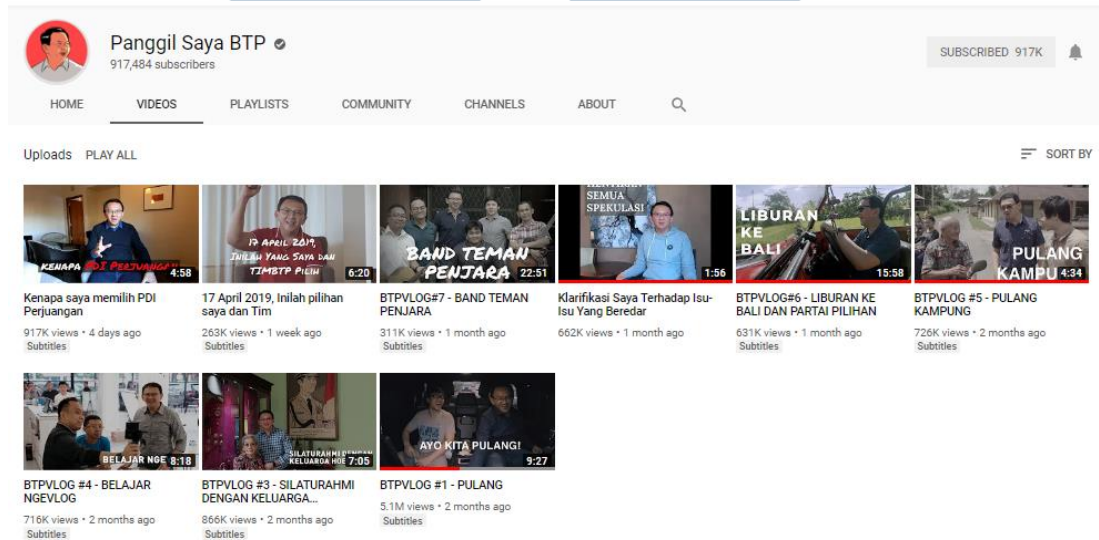 Panggil Saya BTP
917,484 subscribers
SUBSCRIBED 917K
HOME VIDEOS PLAYLISTS COMMUNITY CHANNELS ABOUT
Uploads PLAY ALL
SORT BY
KENAPA PDI PERJUANGAN
4:58
Kenapa saya memilih PDI
Perjuangan
917K views • 4 days ago
Subtitles
17 APRIL 2019,
INILAH YANG SAYA DAN
TIMBTP PILIH
6:20
17 April 2019, Inilah pilihan
saya dan Tim
263K views • 1 week ago
Subtitles
BAND TEMAN
PENJARA
22:51
BTPVLOG#7 - BAND TEMAN
PENJARA
311K views • 1 month ago
Subtitles
SEMUA
SPEKULASI
1:56
Klarifikasi Saya Terhadap Isu-
Isu Yang Beredar
662K views • 1 month ago
LIBURAN
KE
BALI
15:58
BTPVLOG#6 - LIBURAN KE
BALI DAN PARTAI PILIHAN
631K views • 1 month ago
Subtitles
PULANG
KAMPU
4:34
BTPVLOG #5 - PULANG
KAMPUNG
726K views • 2 months ago
Subtitles
BELAJAR NGE
8:18
BTPVLOG #4 - BELAJAR
NGEVLOG
716K views • 2 months ago
Subtitles
SILATURAHMI DENGAN
KELUARGA HOE
7:05
BTPVLOG #3 - SILATURAHMI
DENGAN KELUARGA...
866K views • 2 months ago
Subtitles
AYO KITA PULANG!
9:27
BTPVLOG #1 - PULANG
5.1M views • 2 months ago
Subtitles